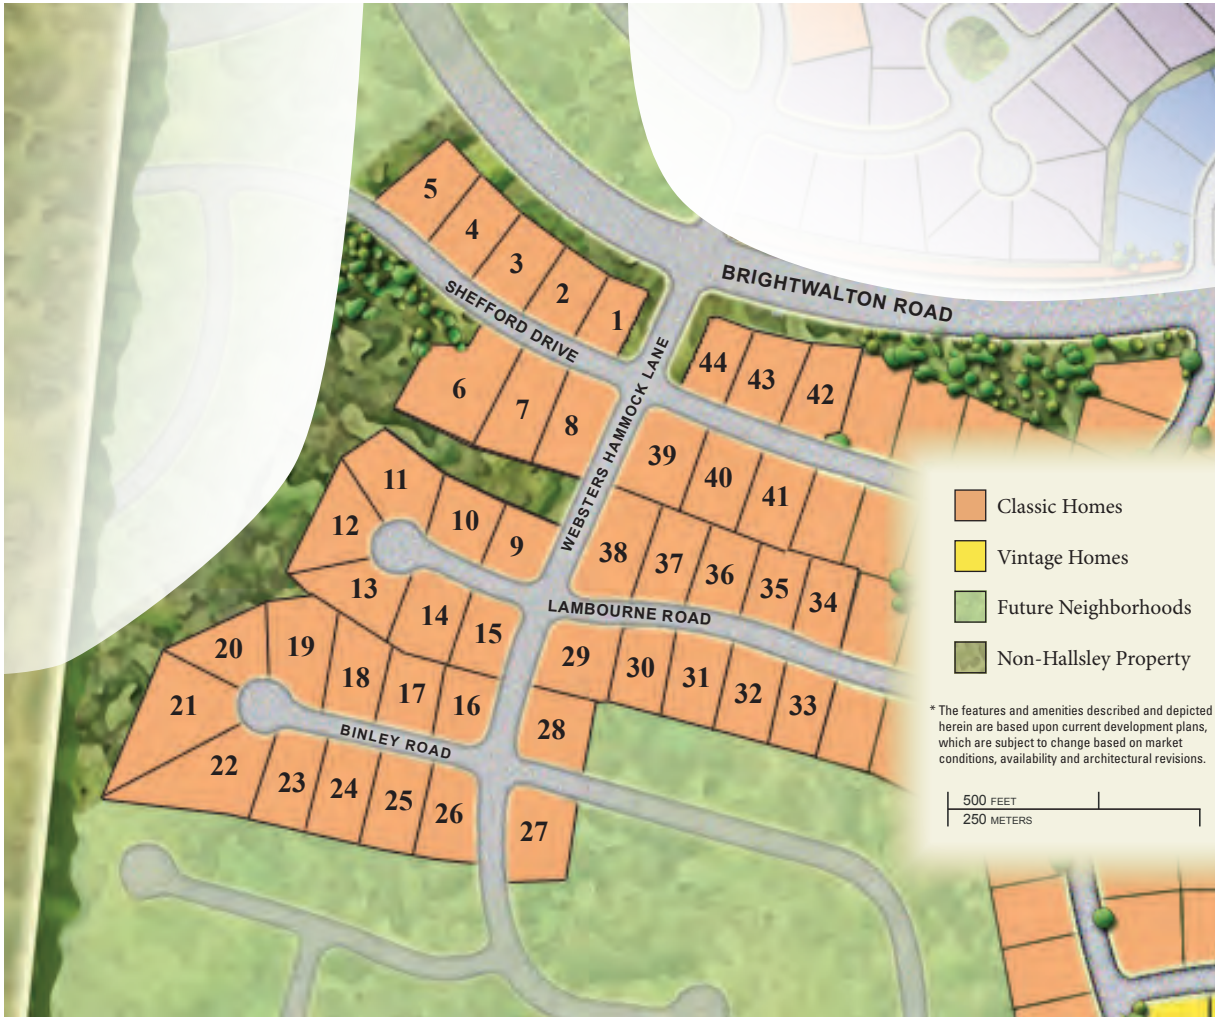 5
4
3
2
1
SHEFFORD DRIVE
BRIGHTWALTON ROAD
WEBSTERS HAMMOCK LANE
44
43
42
6
7
8
39
40
41
11
10
9
12
13
14
15
38
37
36
35
34
LAMBOURNE ROAD
29
30
31
32
33
28
20
19
18
17
16
21
BINLEY ROAD
22
23
24
25
26
27
Classic Homes
Vintage Homes
Future Neighborhoods
Non-Hallsley Property
* The features and amenities described and depicted
herein are based upon current development plans,
which are subject to change based on market
conditions, availability and architectural revisions.
500 FEET
250 METERS